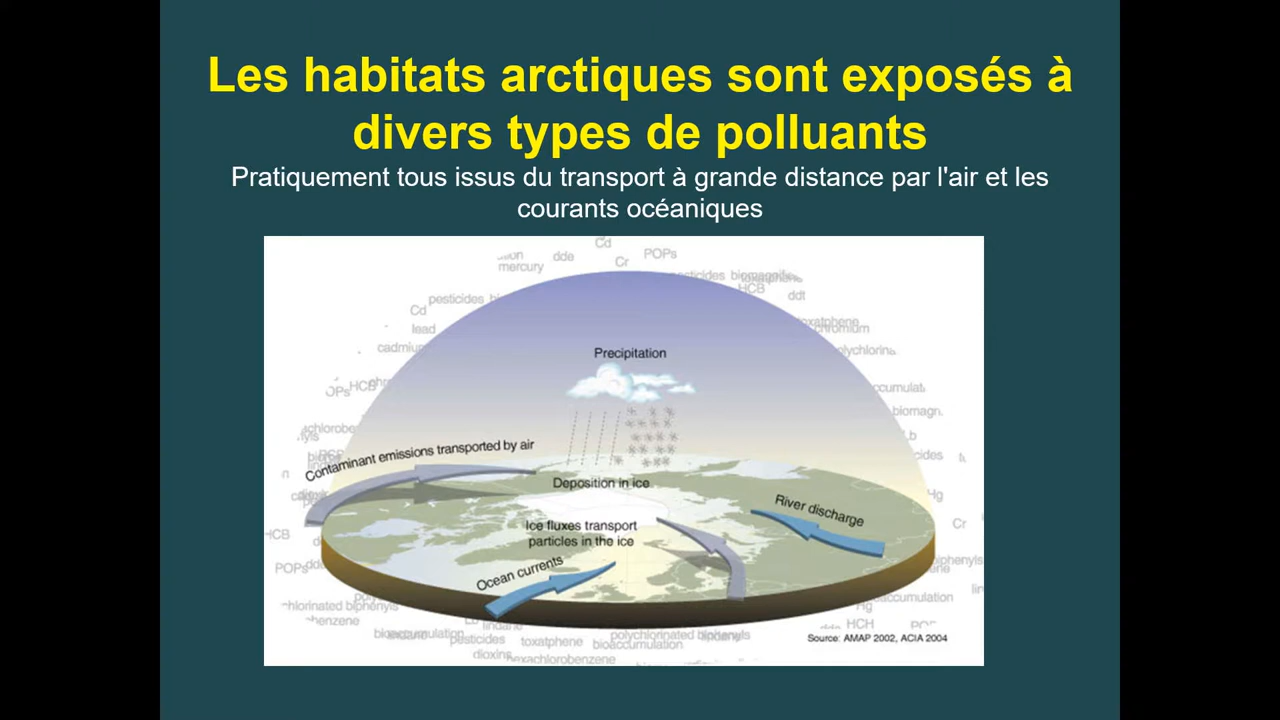 Les habitats arctiques sont exposés à
divers types de polluants
Pratiquement tous issus du transport à grande distance par l'air et les
courants océaniques
Cd
dde
POPs
mercury
Cr
HCB
ddt
pesticides
Cd
lead
Precipitation
HCB
Contaminant emissions transported by air
Deposition in ice
River discharge
Hg
Ice fluxes transport
particles in the ice
Cr
HCB
Ocean currents
POPs
Hg
HCH
bioaccumulation
pesticides
toxatphene
polychlorinated biphenyls
bioaccumulation
Source: AMAP 2002, ACIA 2004
dioxins
hexachlorobenzene